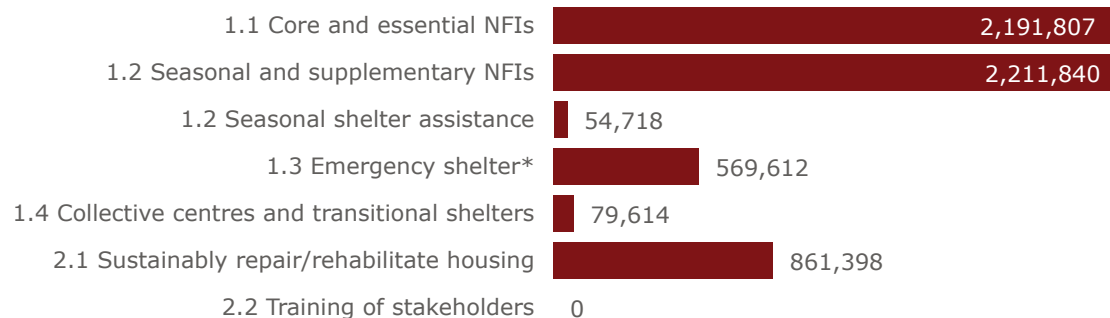 1.1 Core and essential NFIs 2,191,807
1.2 Seasonal and supplementary NFIs 2,211,840
1.2 Seasonal shelter assistance 54,718
1.3 Emergency shelter* 569,612
1.4 Collective centres and transitional shelters 79,614
2.1 Sustainably repair/rehabilitate housing 861,398
2.2 Training of stakeholders 0